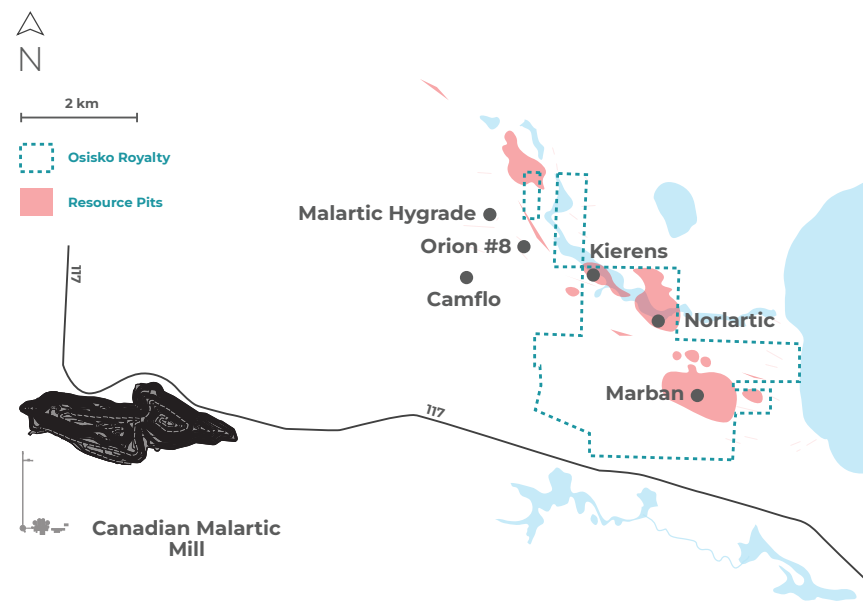 N
2 km
Osisko Royalty
Resource Pits
Malartic Hygrade
Orion #8
Kierens
117
Camflo
Norlartic
Marban
117
Canadian Malartic
Mill